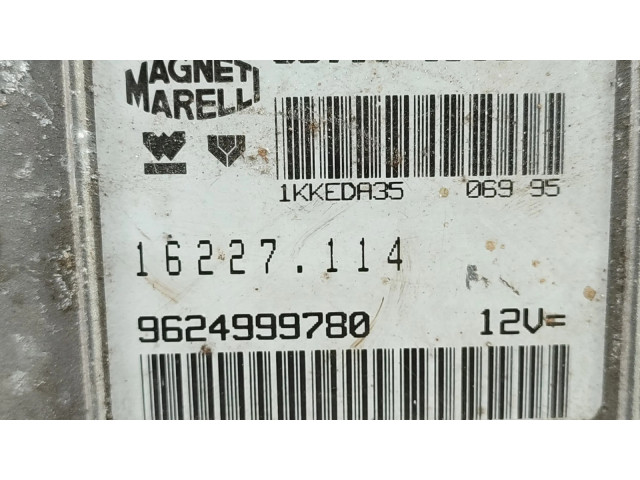 MAGNETI
MARELLI
1KKEDA35 069 95
16227.114
9624999780 12V=